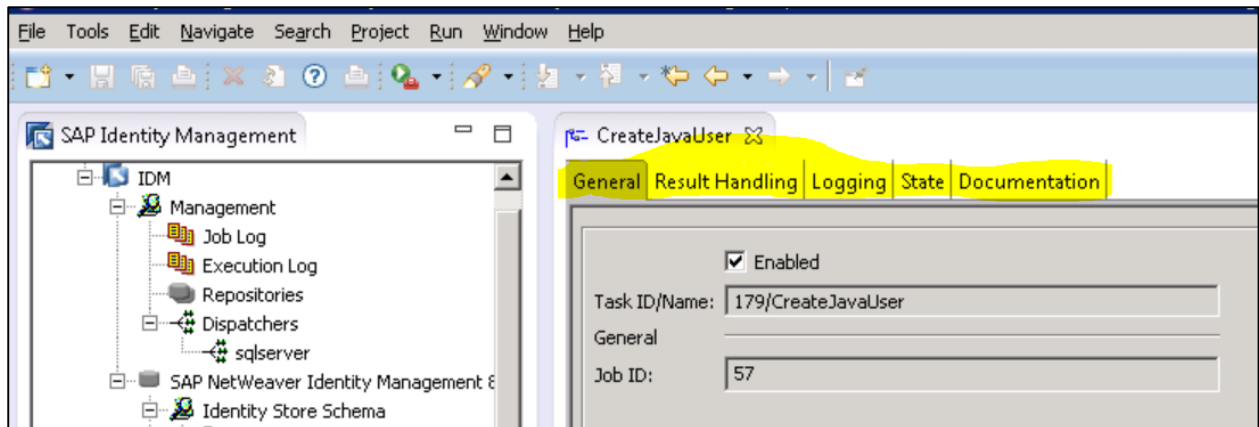 File Tools Edit Navigate Search Project Run Window Help
SAP Identity Management
IDM
Management
Job Log
Execution Log
Repositories
Dispatchers
sqlserver
SAP NetWeaver Identity Management
Identity Store Schema
CreateJavaUser
General Result Handling Logging State Documentation
Enabled
Task ID/Name: 179/CreateJavaUser
General
Job ID: 57